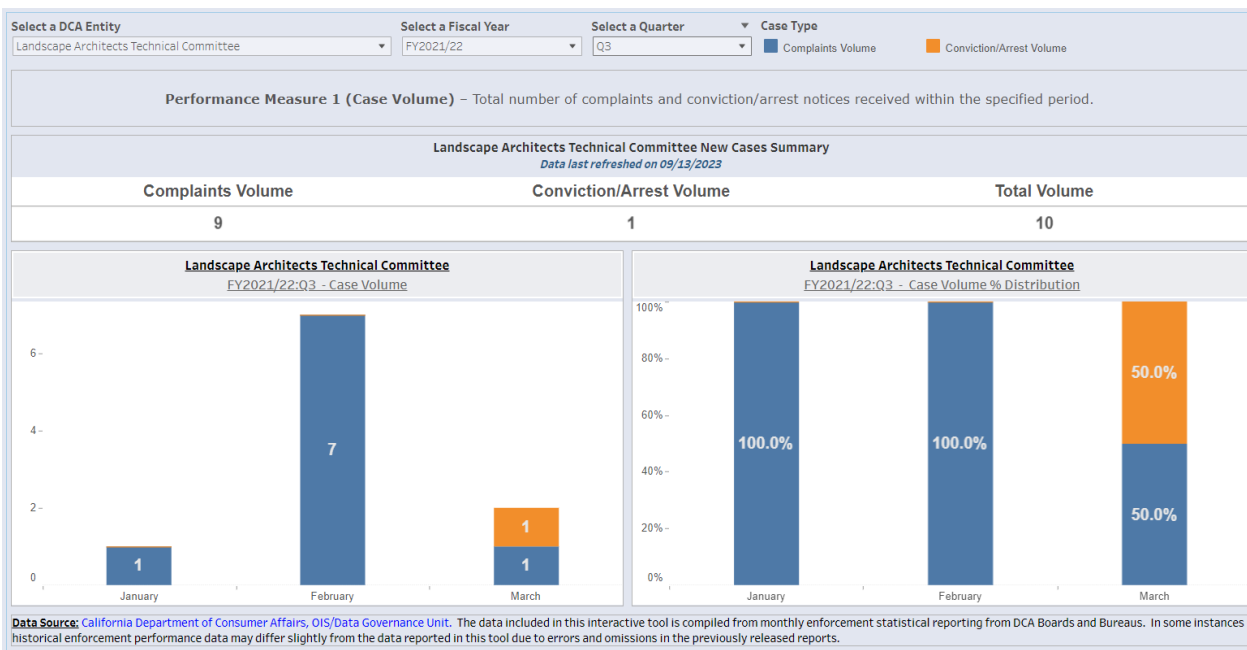 Select a DCA Entity
Select a Fiscal Year
Select a Quarter
Case Type
Landscape Architects Technical Committee
FY2021/22
Q3
Complaints Volume
Conviction/Arrest Volume
Performance Measure 1 (Case Volume) – Total number of complaints and conviction/arrest notices received within the specified period.
Landscape Architects Technical Committee New Cases Summary
Data last refreshed on 09/13/2023
Complaints Volume
Conviction/Arrest Volume
Total Volume
9
1
10
Landscape Architects Technical Committee
FY2021/22:Q3 - Case Volume
6
4
2
0
1
7
1
1
January
February
March
Landscape Architects Technical Committee
FY2021/22:Q3 - Case Volume % Distribution
100%
80%
60%
40%
20%
0%
100.0%
100.0%
50.0%
50.0%
January
February
March
Data Source: California Department of Consumer Affairs, OIS/Data Governance Unit. The data included in this interactive tool is compiled from monthly enforcement statistical reporting from DCA Boards and Bureaus. In some instances
historical enforcement performance data may differ slightly from the data reported in this tool due to errors and omissions in the previously released reports.